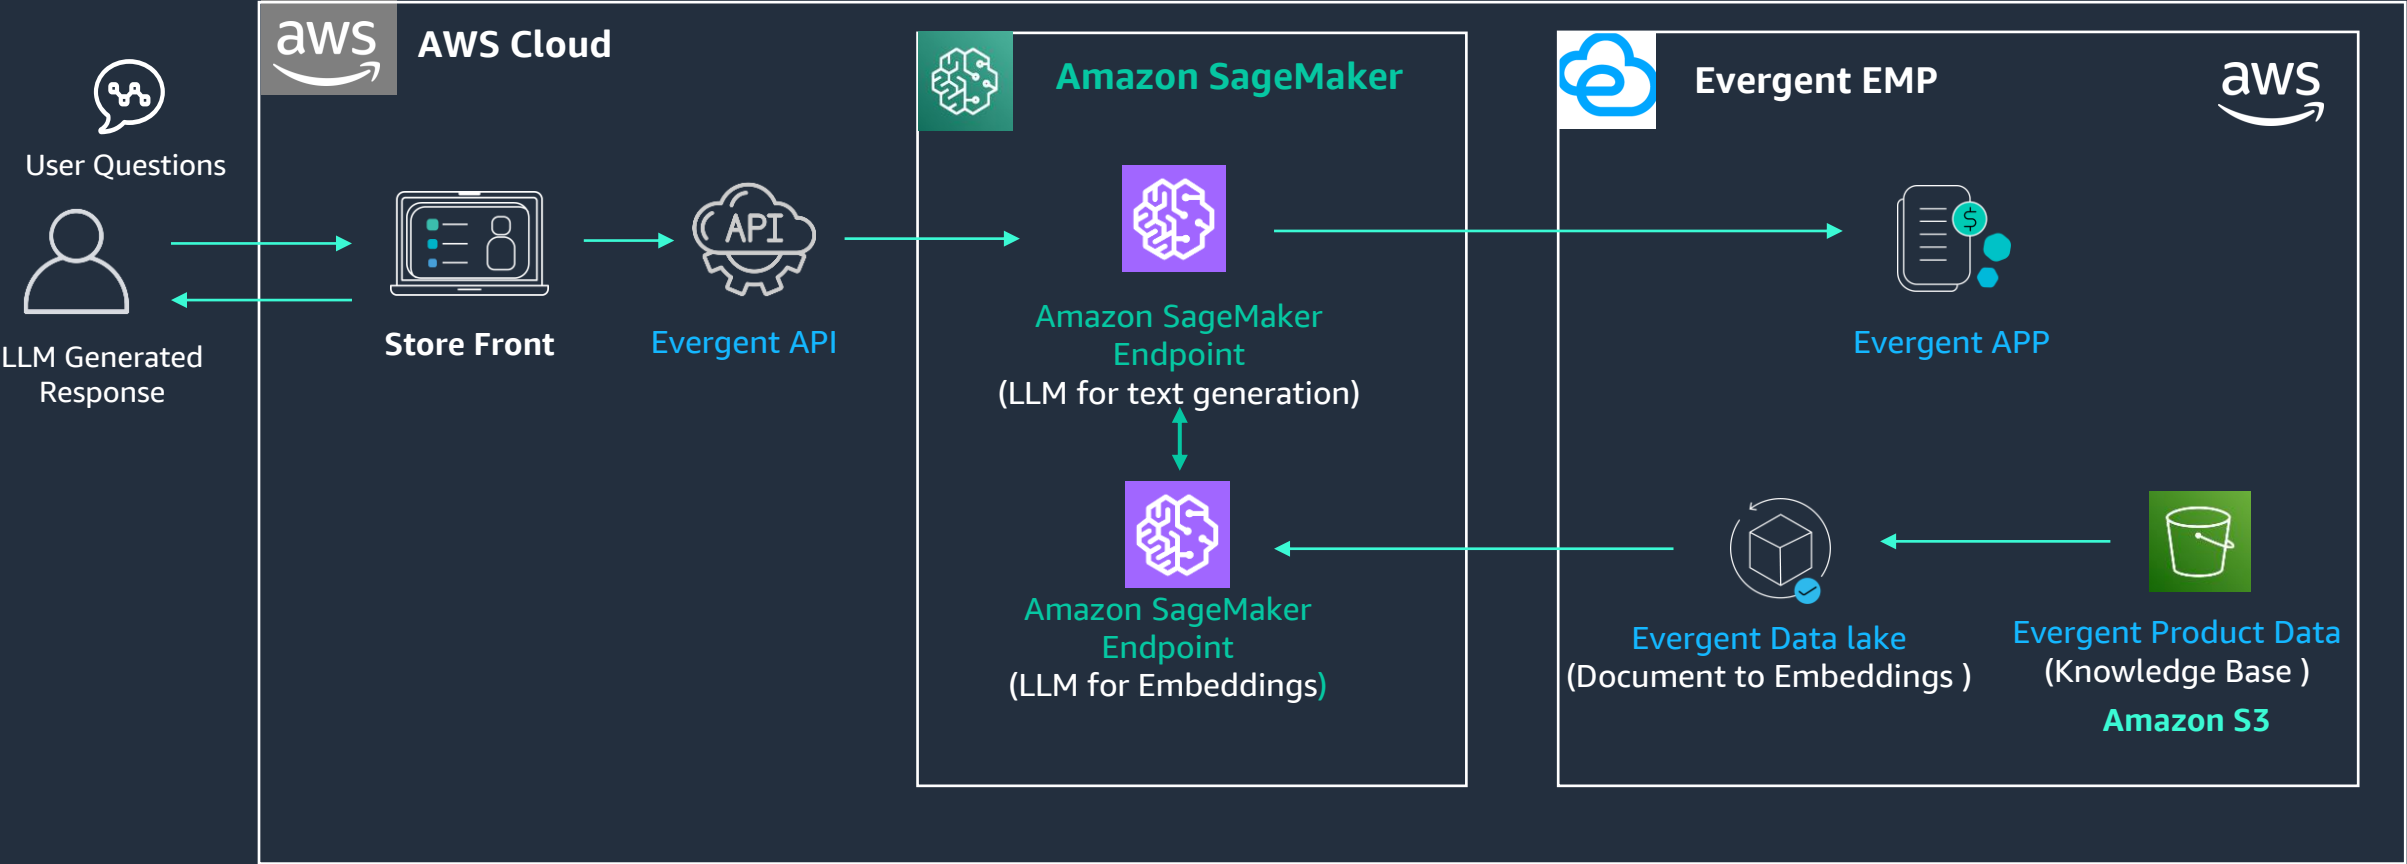 aws
AWS Cloud
User Questions
LLM Generated
Response
Store Front
API
Evergent API
Amazon SageMaker
Amazon SageMaker
Endpoint
(LLM for text generation)
Amazon SageMaker
Endpoint
(LLM for Embeddings)
Evergent EMP
aws
$
Evergent APP
Evergent Data lake
(Document to Embeddings )
Evergent Product Data
(Knowledge Base )
Amazon S3